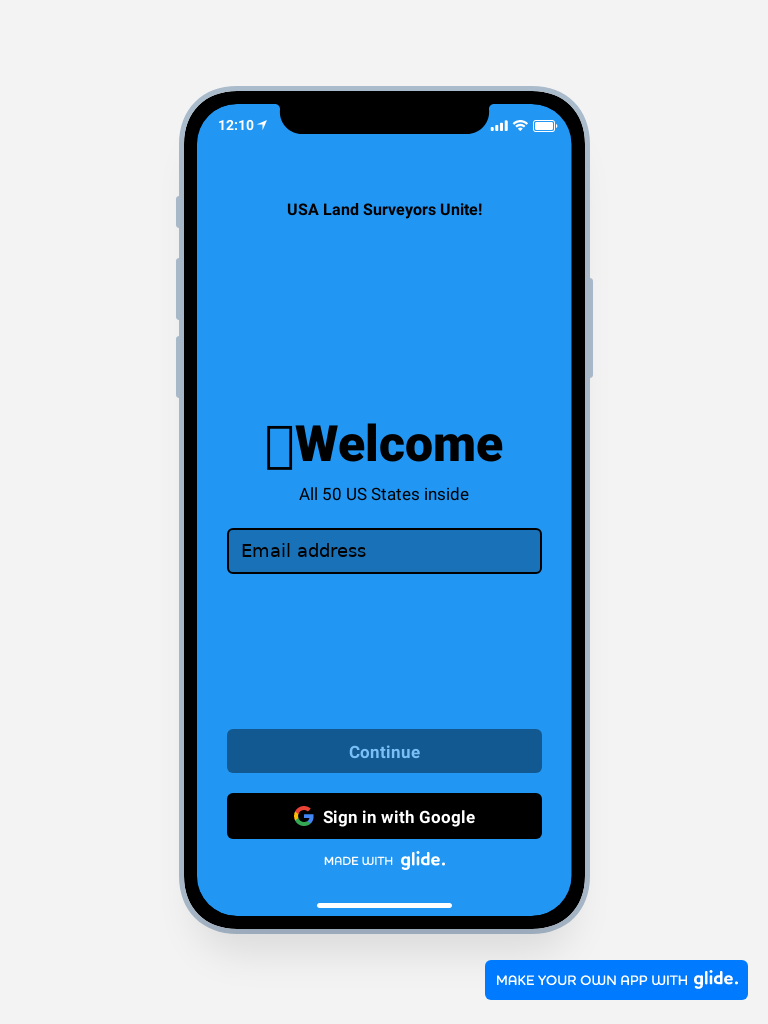 12:10
USA Land Surveyors Unite!
Welcome
All 50 US States inside
Email address
Continue
Sign in with Google
MADE WITH glide.
MAKE YOUR OWN APP WITH glide.